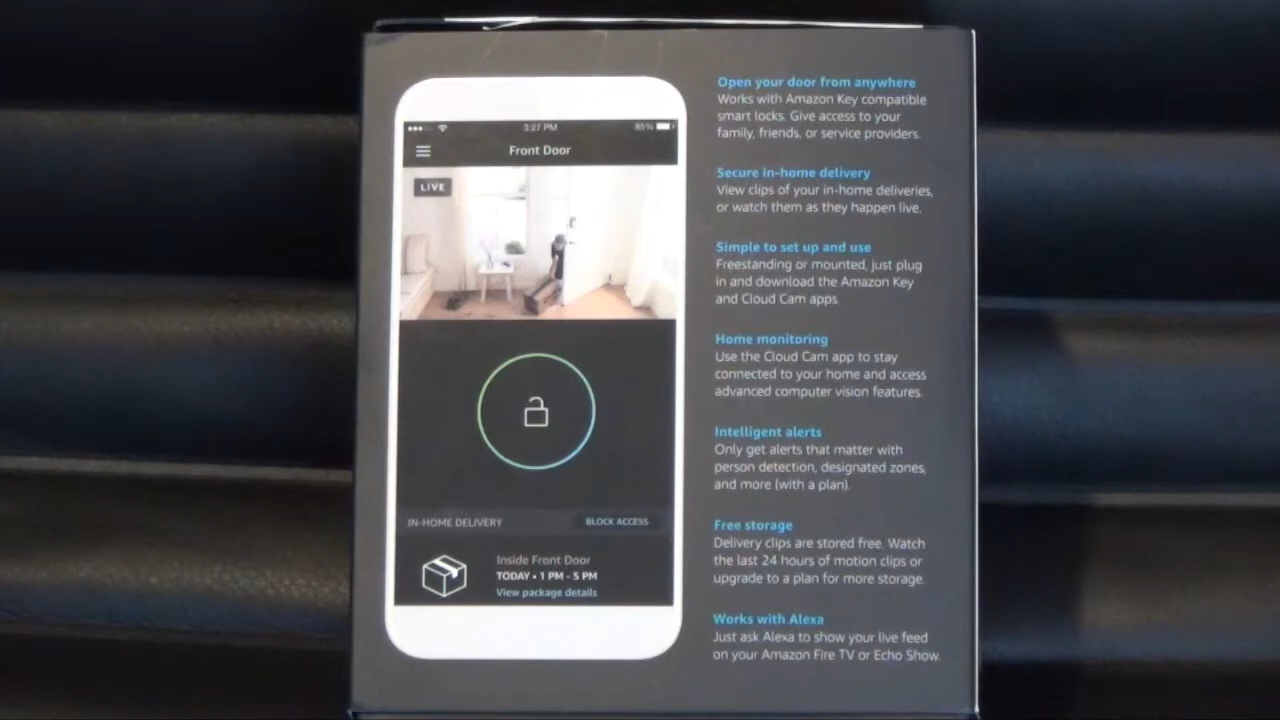 3:27 PM
85%
Front Door
LIVE
IN-HOME DELIVERY
BLOCK ACCESS
Inside Front Door
TODAY • 1 PM - 5 PM
View package details
Open your door from anywhere
Works with Amazon Key compatible
smart locks. Give access to your
family, friends, or service providers.
Secure in-home delivery
View clips of your in-home deliveries,
or watch them as they happen live.
Simple to set up and use
Freestanding or mounted, just plug
in and download the Amazon Key
and Cloud Cam apps.
Home monitoring
Use the Cloud Cam app to stay
connected to your home and access
advanced computer vision features.
Intelligent alerts
Only get alerts that matter with
person detection, designated zones,
and more (with a plan).
Free storage
Delivery clips are stored free. Watch
the last 24 hours of motion clips or
upgrade to a plan for more storage.
Works with Alexa
Just ask Alexa to show your live feed
on your Amazon Fire TV or Echo Show.